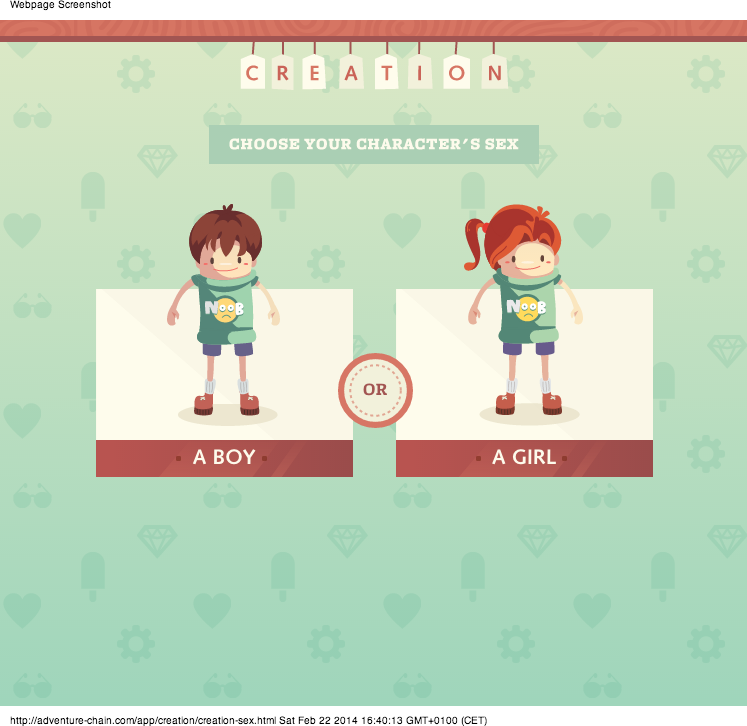 Webpage Screenshot
CREATION
CHOOSE YOUR CHARACTER'S SEX
NOOB
NOOB
OR
A BOY
A GIRL
http://adventure-chain.com/app/creation/creation-sex.html Sat Feb 22 2014 16:40:13 GMT+0100 (CET)